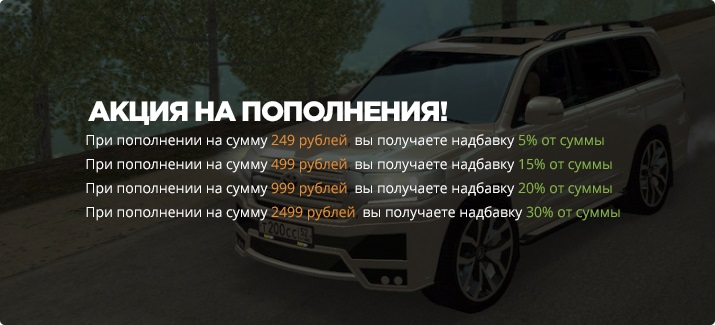 АКЦИЯ НА ПОПОЛНЕНИЯ!
При пополнении на сумму 249 рублей вы получаете надбавку 5% от суммы
При пополнении на сумму 499 рублей вы получаете надбавку 15% от суммы
При пополнении на сумму 999 рублей вы получаете надбавку 20% от суммы
При пополнении на сумму 2499 рублей вы получаете надбавку 30% от суммы
Т200СС 52